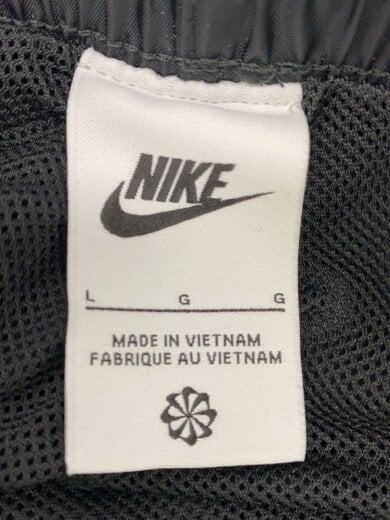 NIKE
L G G
MADE IN VIETNAM
FABRIQUE AU VIETNAM